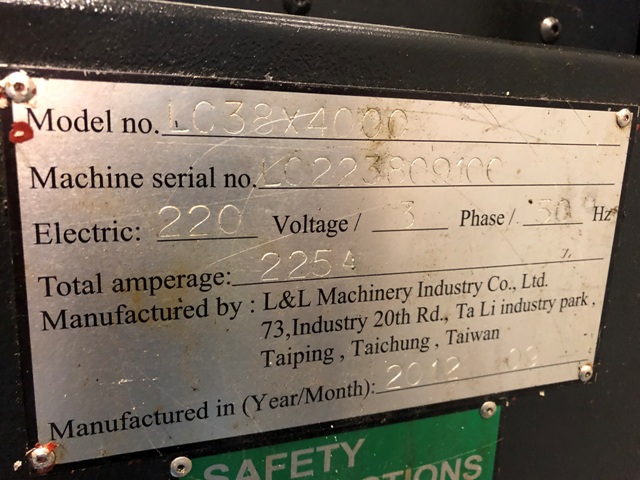 Model no. LC38X4000
Machine serial no. LC223809100
Electric: 220 Voltage / 3 Phase / 50 Hz
Total amperage: 225A
Manufactured by : L&L Machinery Industry Co., Ltd.
73,Industry 20th Rd., Ta Li industry park ,
Taiping , Taichung , Taiwan
Manufactured in (Year/Month): 2012 09
SAFETY